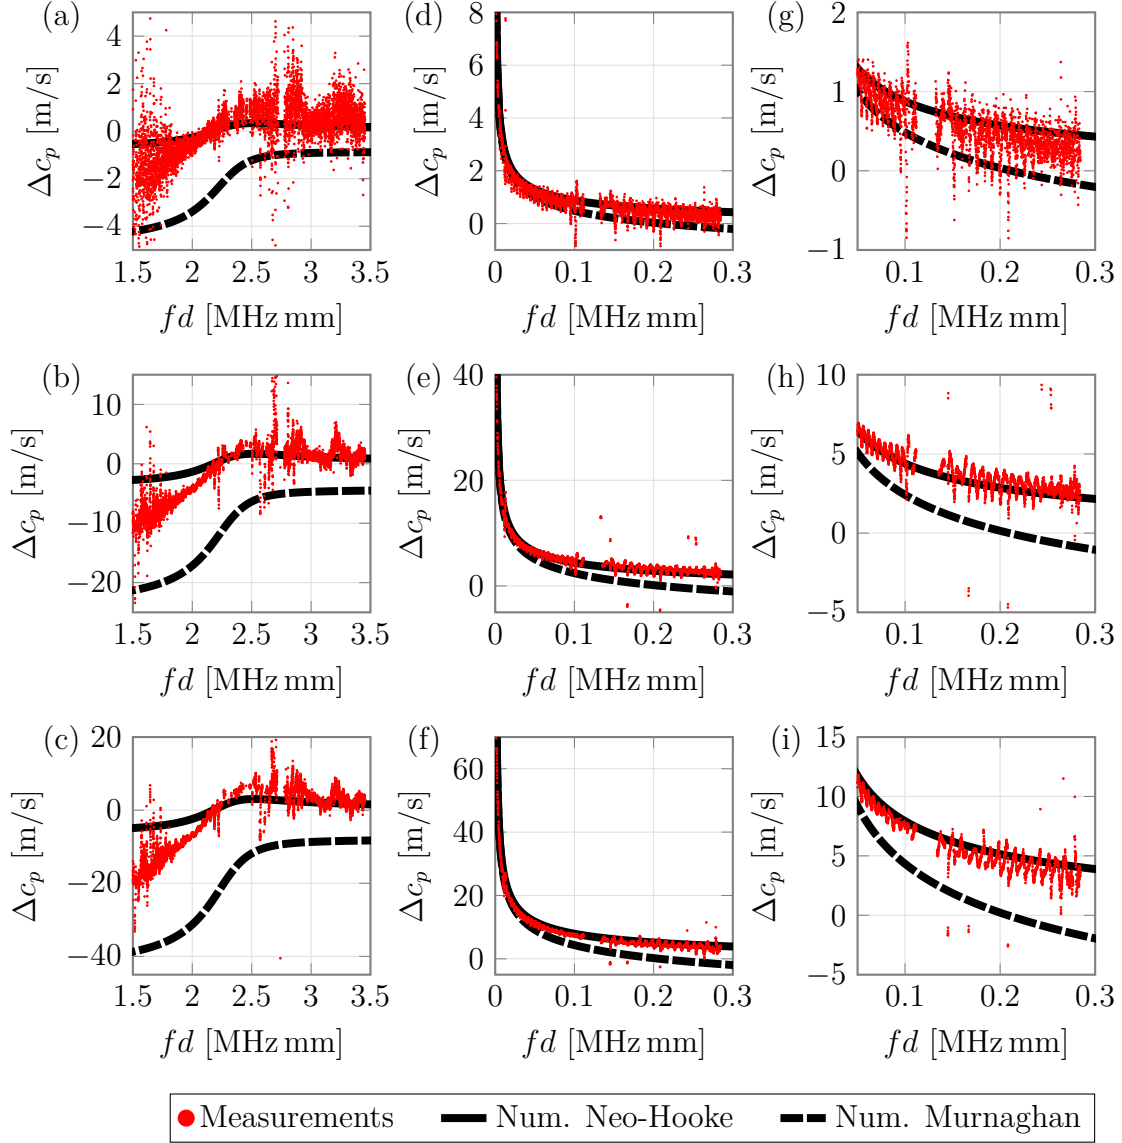 (a)
Δc_p [m/s]
4
2
0
−2
−4
1.5 2 2.5 3 3.5
fd [MHz mm]
(d)
Δc_p [m/s]
8
6
4
2
0
0 0.1 0.2 0.3
fd [MHz mm]
(g)
Δc_p [m/s]
2
1
0
−1
0.1 0.2 0.3
fd [MHz mm]
(b)
Δc_p [m/s]
10
0
−10
−20
1.5 2 2.5 3 3.5
fd [MHz mm]
(e)
Δc_p [m/s]
40
20
0
0 0.1 0.2 0.3
fd [MHz mm]
(h)
Δc_p [m/s]
10
5
0
−5
0.1 0.2 0.3
fd [MHz mm]
(c)
Δc_p [m/s]
20
0
−20
−40
1.5 2 2.5 3 3.5
fd [MHz mm]
(f)
Δc_p [m/s]
60
40
20
0
0 0.1 0.2 0.3
fd [MHz mm]
(i)
Δc_p [m/s]
15
10
5
0
−5
0.1 0.2 0.3
fd [MHz mm]
Measurements Num. Neo-Hooke Num. Murnaghan